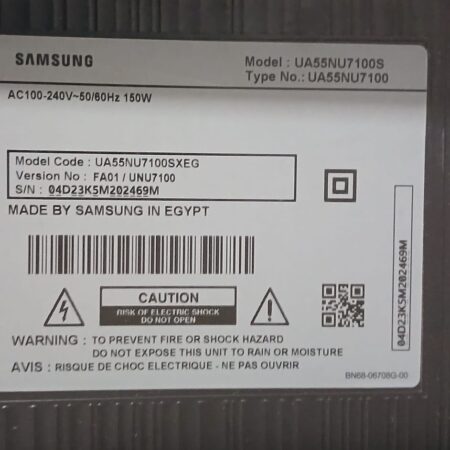 SAMSUNG
Model : UA55NU7100S
Type No.: UA55NU7100
AC100-240V~50/60Hz 150W
Model Code : UA55NU7100SXEG
Version No : FA01 / UNU7100
S/N : 04D23K5M202469M
MADE BY SAMSUNG IN EGYPT
CAUTION
RISK OF ELECTRIC SHOCK
DO NOT OPEN
WARNING : TO PREVENT FIRE OR SHOCK HAZARD
DO NOT EXPOSE THIS UNIT TO RAIN OR MOISTURE
AVIS : RISQUE DE CHOC ELECTRIQUE - NE PAS OUVRIR
04D23K5M202469M
BN68-06708G-00